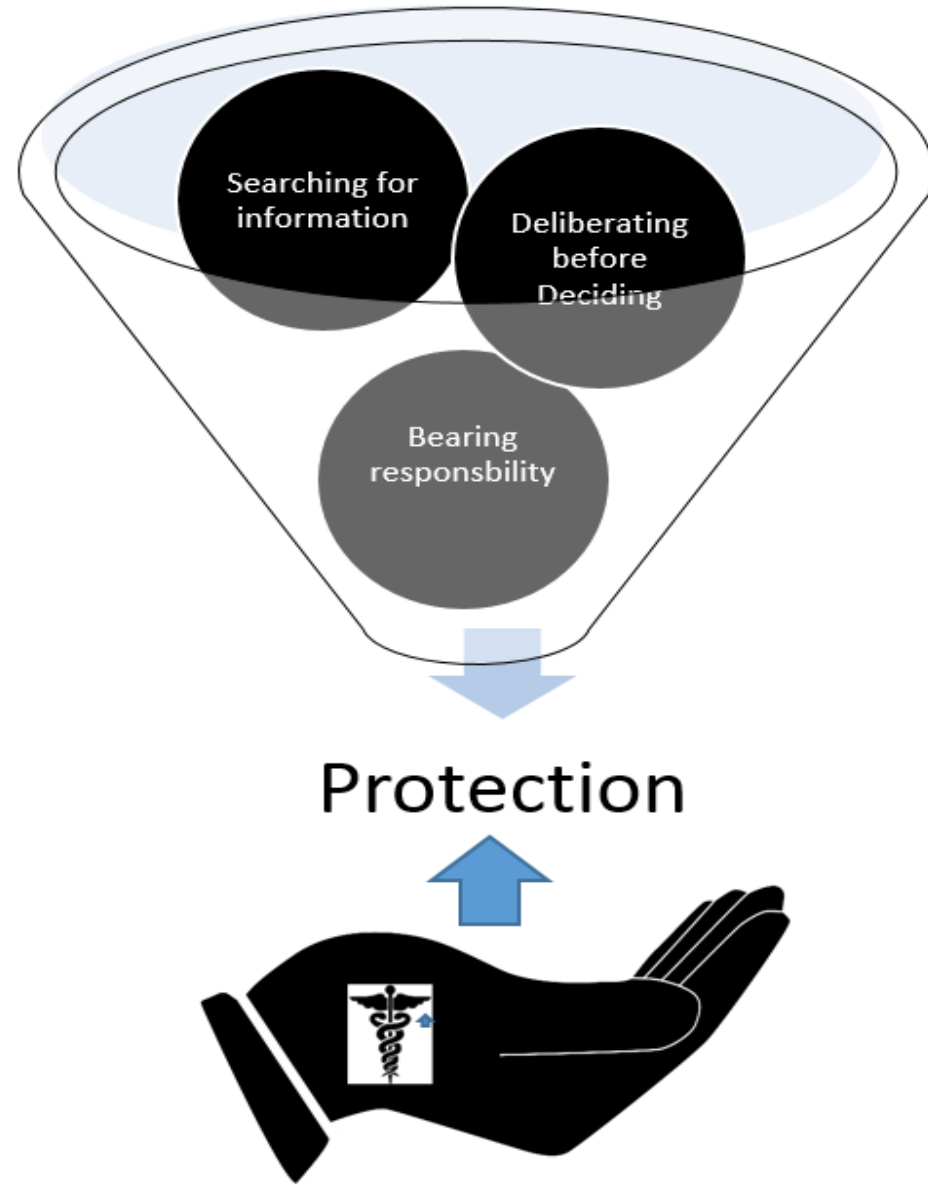 Searching for
information
Deliberating
before
Deciding
Bearing
responsbility
Protection